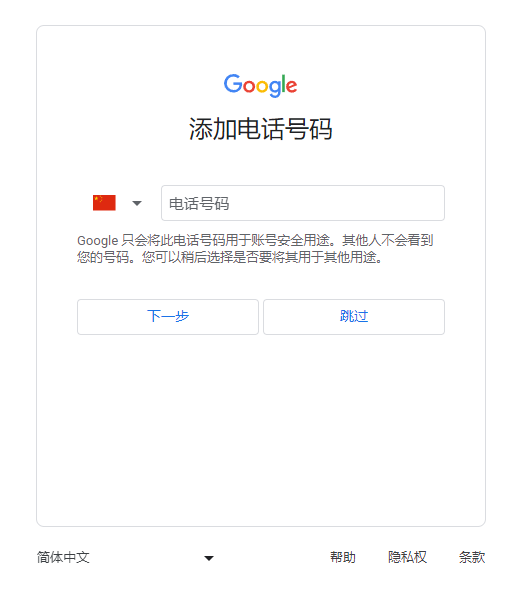 Google
添加电话号码
电话号码
Google 只会将此电话号码用于账号安全用途。其他人不会看到
您的号码。您可以稍后选择是否要将其用于其他用途。
下一步 跳过
简体中文 帮助 隐私权 条款